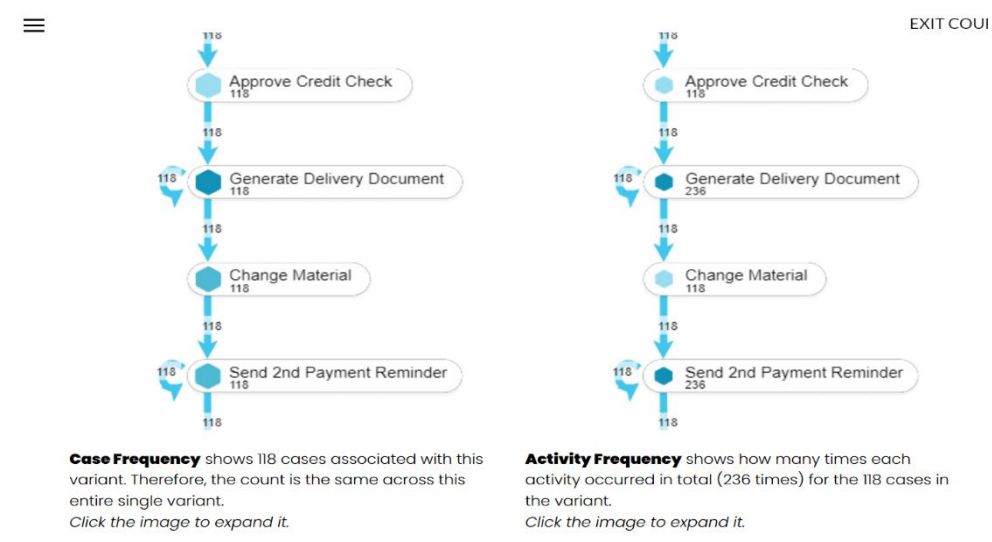 EXIT COU
118
Approve Credit Check
118
118
118
Generate Delivery Document
118
118
Change Material
118
118
118
Send 2nd Payment Reminder
118
118
Case Frequency shows 118 cases associated with this
variant. Therefore, the count is the same across this
entire single variant.
Click the image to expand it.
118
Approve Credit Check
118
118
118
Generate Delivery Document
236
118
Change Material
118
118
118
Send 2nd Payment Reminder
236
118
Activity Frequency shows how many times each
activity occurred in total (236 times) for the 118 cases in
the variant.
Click the image to expand it.